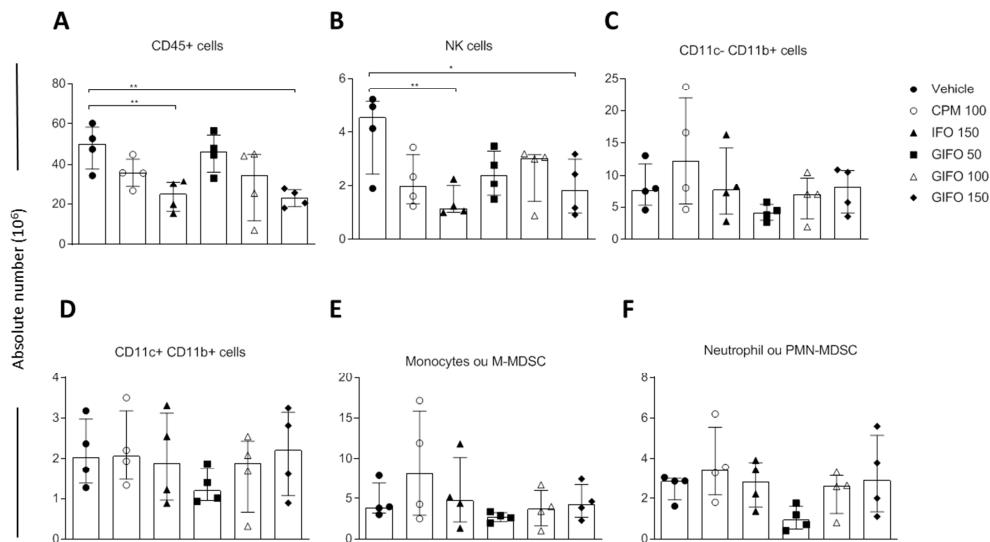 A
CD45+ cells
80
60
40
20
0
**
**
B
NK cells
6
4
2
0
*
**
C
CD11c- CD11b+ cells
25
20
15
10
5
0
Vehicle
CPM 100
IFO 150
GIFO 50
GIFO 100
GIFO 150
Absolute number (10⁶)
D
CD11c+ CD11b+ cells
4
3
2
1
0
E
Monocytes ou M-MDSC
20
15
10
5
0
F
Neutrophil ou PMN-MDSC
8
6
4
2
0